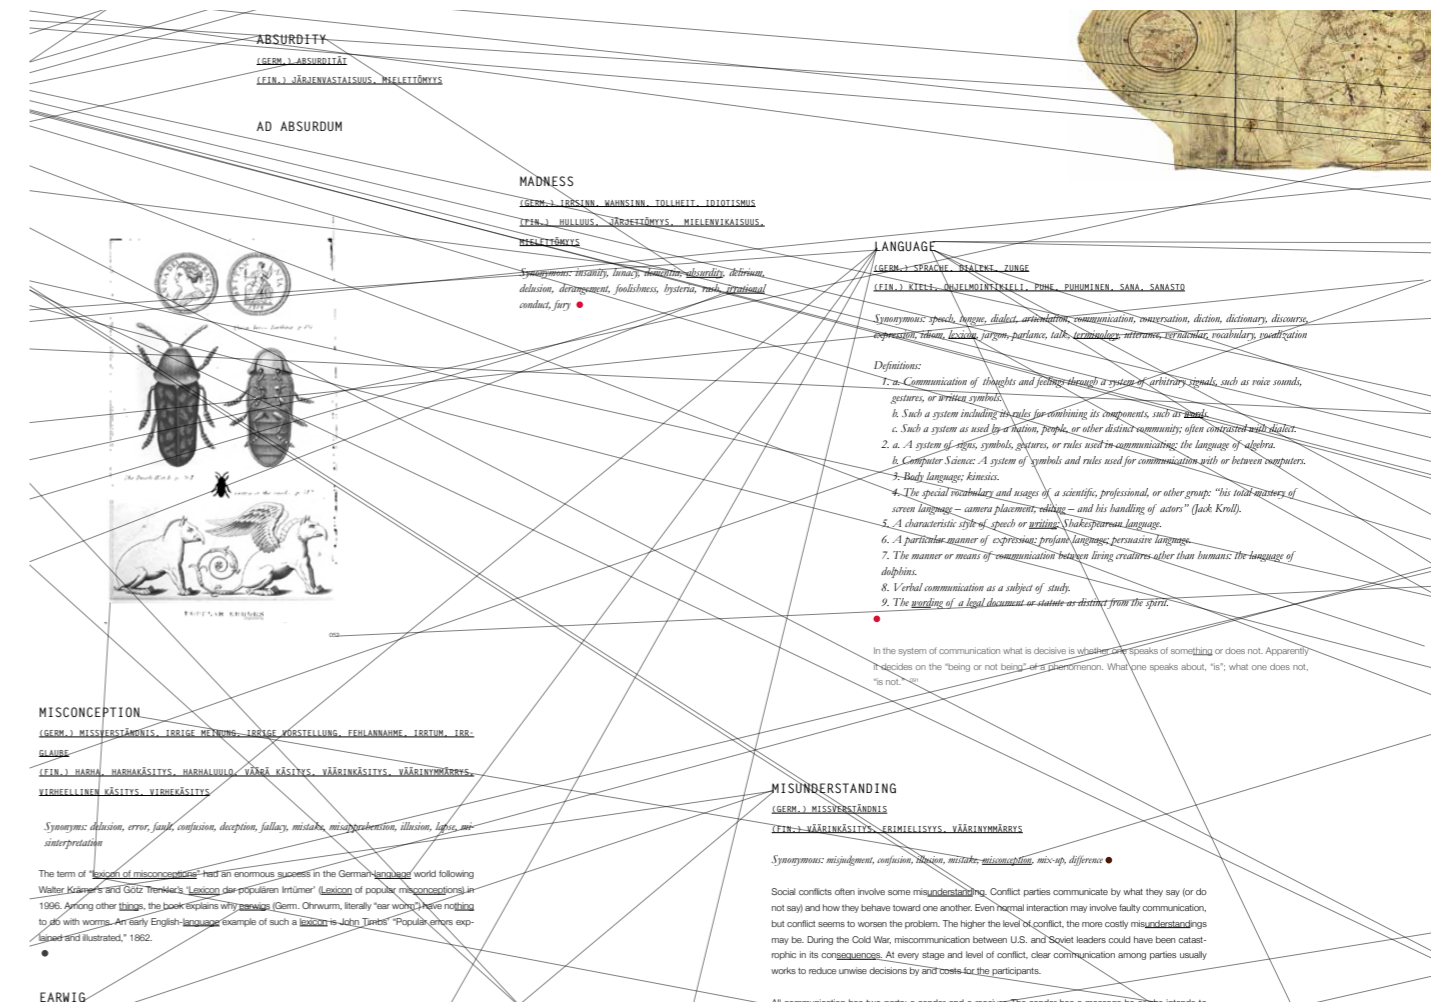 ABSURDITY
(GERM.) ABSURDITÄT
(FIN.) JÄRJENVASTAISUUS, MIELETTÖMYYS
AD ABSURDUM
MADNESS
(GERM.) IRRSINN, WAHNSINN, TOLLHEIT, IDIOTISMUS
(FIN.) HULLUUS, JÄRJETTÖMYYS, MIELENVIKAISUUS,
MIELETTÖMYYS
Synonymous: insanity, lunacy, dementia, absurdity, delirium,
delusion, derangement, foolishness, hysteria, rash, irrational
conduct, fury
LANGUAGE
(GERM.) SPRACHE, DIALEKT, ZUNGE
(FIN.) KIELI, OHJELMOINTIKIELI, PUHE, PUHUMINEN, SANA, SANASTO
Synonymous: speech, tongue, dialect, articulation, communication, conversation, diction, dictionary, discourse,
expression, idiom, lexicon, jargon, parlance, talk, terminology, utterance, vernacular, vocabulary, vocalization
Definitions:
1. a. Communication of thoughts and feelings through a system of arbitrary signals, such as voice sounds,
gestures, or written symbols.
b. Such a system including its rules for combining its components, such as words.
c. Such a system as used by a nation, people, or other distinct community; often contrasted with dialect.
2. a. A system of signs, symbols, gestures, or rules used in communicating: the language of algebra.
b. Computer Science: A system of symbols and rules used for communication with or between computers.
3. Body language; kinesics.
4. The special vocabulary and usages of a scientific, professional, or other group: “his total mastery of
screen language – camera placement, editing – and his handling of actors” (Jack Kroll).
5. A characteristic style of speech or writing: Shakespearean language.
6. A particular manner of expression: profane language; persuasive language.
7. The manner or means of communication between living creatures other than humans: the language of
dolphins.
8. Verbal communication as a subject of study.
9. The wording of a legal document or statute as distinct from the spirit.
In the system of communication what is decisive is whether one speaks of something or does not. Apparently
it decides on the “being or not being” of a phenomenon. What one speaks about, “is”; what one does not,
“is not.”
POPULAR ERRORS
MISCONCEPTION
(GERM.) MISSVERSTÄNDNIS, IRRIGE MEINUNG, IRRIGE VORSTELLUNG, FEHLANNAHME, IRRTUM, IRR-
GLAUBE
(FIN.) HARHA, HARHAKÄSITYS, HARHALUULO, VÄÄRÄ KÄSITYS, VÄÄRINKÄSITYS, VÄÄRINYMMÄRRYS,
VIRHEELLINEN KÄSITYS, VIRHEKÄSITYS
Synonyms: delusion, error, fault, confusion, deception, fallacy, mistake, misapprehension, illusion, lapse, mi-
sinterpretation
The term of “lexicon of misconceptions” had an enormous success in the German-language world following
Walter Krämer’s and Götz Trenkler’s ‘Lexicon der populären Irrtümer’ (Lexicon of popular misconceptions) in
1996. Among other things, the book explains why earwigs (Germ. Ohrwurm, literally “ear worm”) have nothing
to do with worms. An early English-language example of such a lexicon is John Timbs’ “Popular errors exp-
lained and illustrated,” 1862.
EARWIG
MISUNDERSTANDING
(GERM.) MISSVERSTÄNDNIS
(FIN.) VÄÄRINKÄSITYS, ERIMIELISYYS, VÄÄRINYMMÄRRYS
Synonymous: misjudgment, confusion, illusion, mistake, misconception, mix-up, difference
Social conflicts often involve some misunderstanding. Conflict parties communicate by what they say (or do
not say) and how they behave toward one another. Even normal interaction may involve faulty communication,
but conflict seems to worsen the problem. The higher the level of conflict, the more costly misunderstandings
may be. During the Cold War, miscommunication between U.S. and Soviet leaders could have been catast-
rophic in its consequences. At every stage and level of conflict, clear communication among parties usually
works to reduce unwise decisions by and costs for the participants.